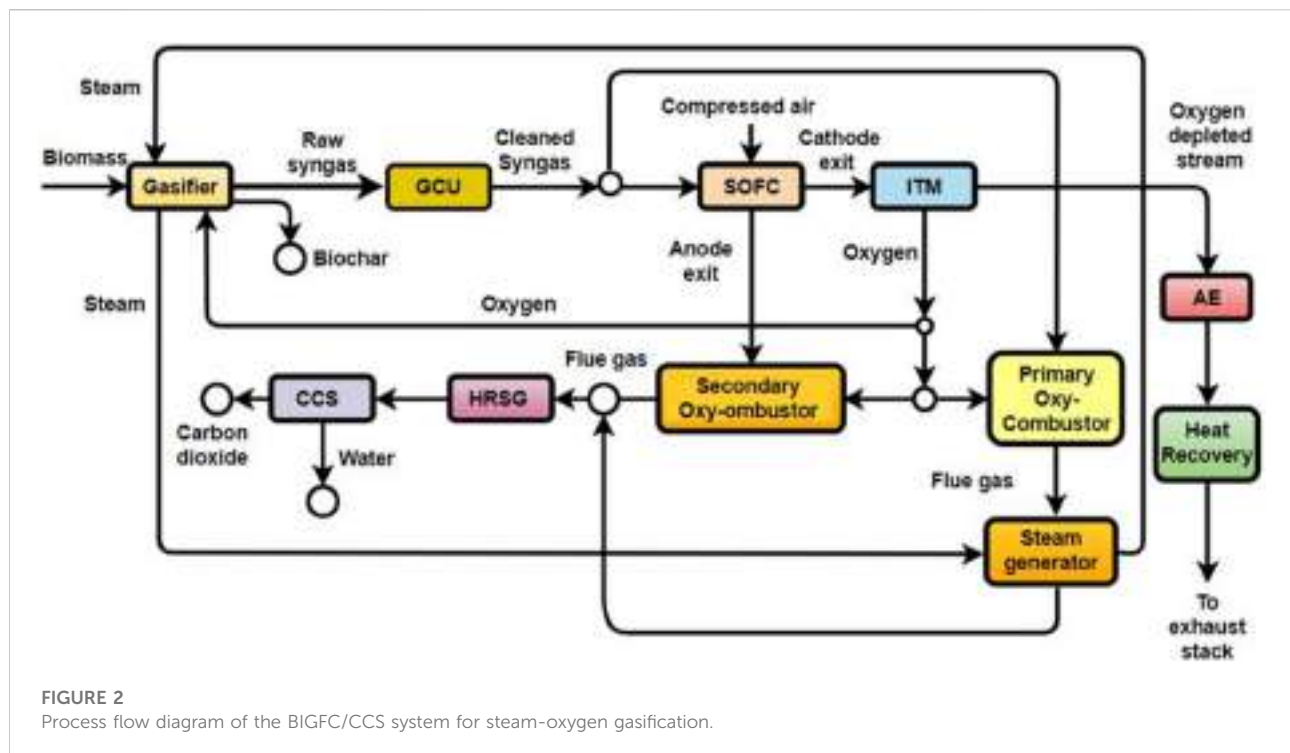 Steam
Compressed air
Oxygen
depleted
stream
Biomass
Raw
syngas
Cleaned
Syngas
Cathode
exit
Gasifier
GCU
SOFC
ITM
Biochar
Anode
exit
Oxygen
AE
Steam
Oxygen
Flue gas
Secondary
Oxy-ombustor
Primary
Oxy-
Combustor
CCS
HRSG
Carbon
dioxide
Water
Heat
Recovery
Flue gas
Steam
generator
To
exhaust
stack
FIGURE 2
Process flow diagram of the BIGFC/CCS system for steam-oxygen gasification.